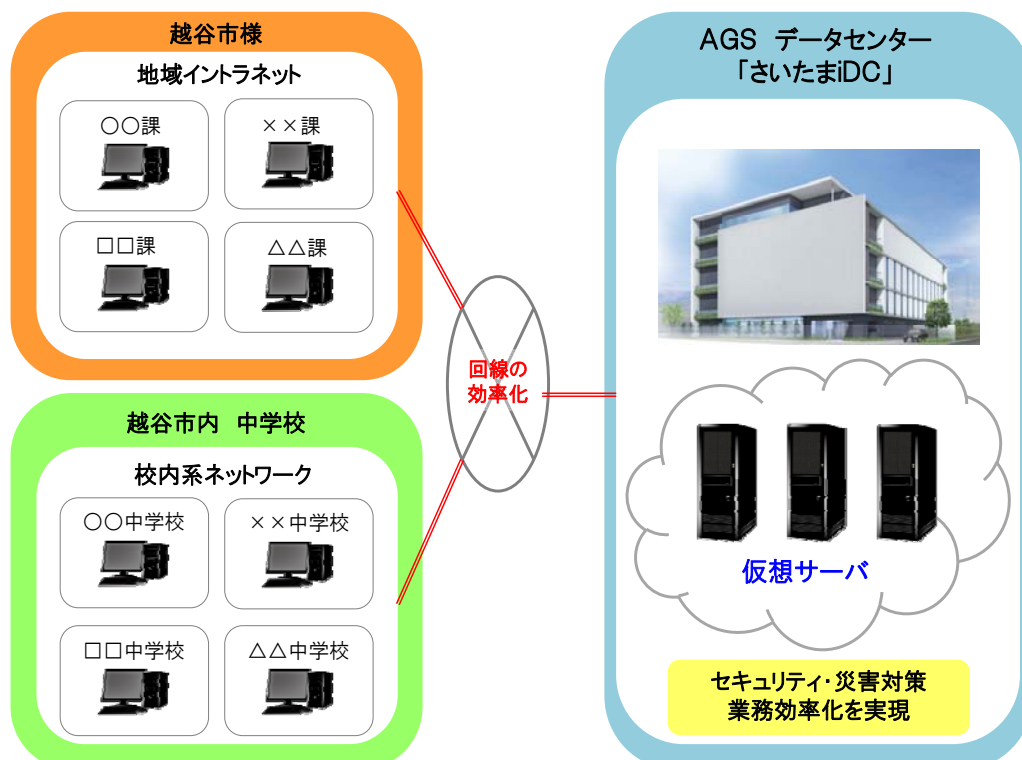 越谷市様
地域イントラネット
〇〇課
××課
□□課
△△課
越谷市内　中学校
校内系ネットワーク
〇〇中学校
××中学校
□□中学校
△△中学校
回線の
効率化
AGS　データセンター
「さいたまiDC」
仮想サーバ
セキュリティ・災害対策
業務効率化を実現